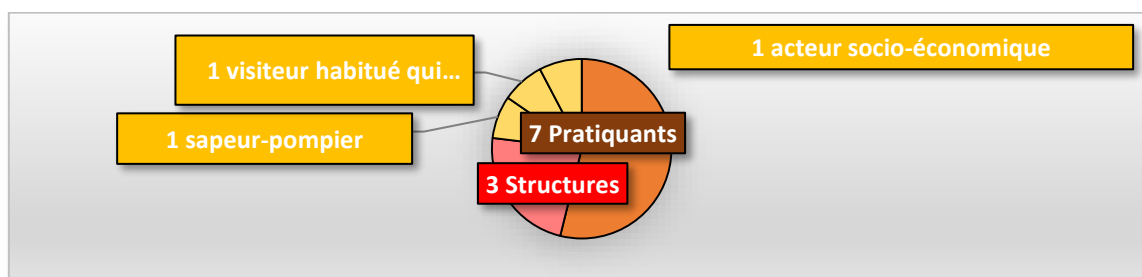 1 acteur socio-économique
1 visiteur habitué qui…
1 sapeur-pompier
7 Pratiquants
3 Structures